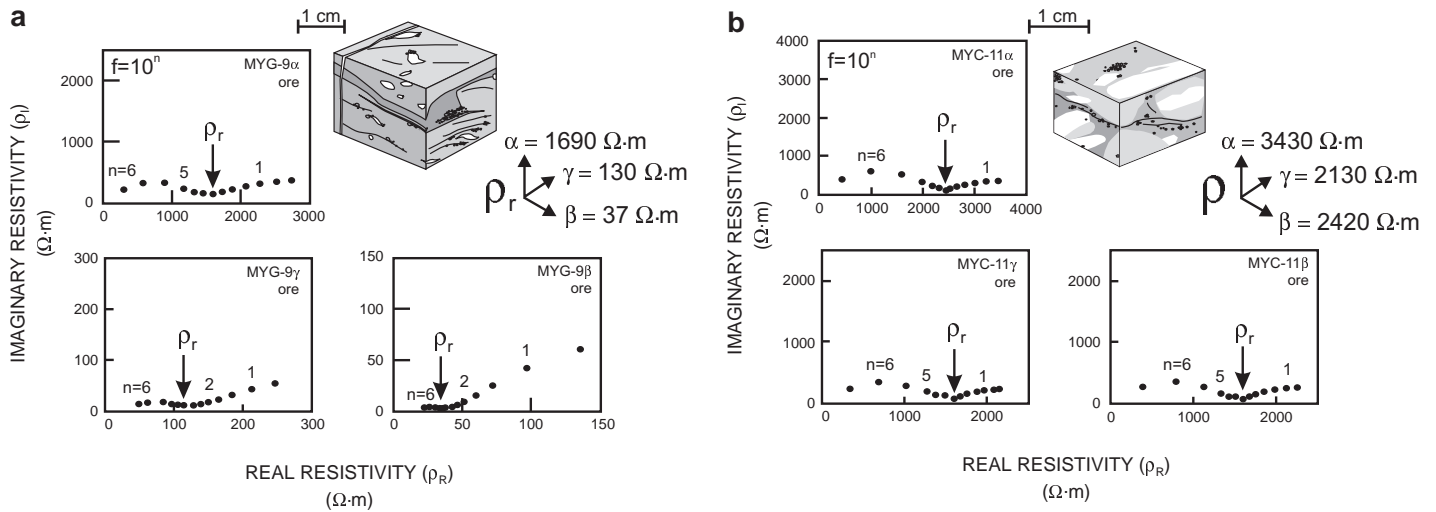 a
1 cm
f=10ⁿ
MYG-9α
ore
2000
1000
0
n=6
5
ρr
1
0
1000
2000
3000
α = 1690 Ω·m
γ = 130 Ω·m
β = 37 Ω·m
ρr
IMAGINARY RESISTIVITY (ρI)
(Ω·m)
MYG-9γ
ore
300
200
100
0
n=6
ρr
2
1
0
100
200
300
MYG-9β
ore
150
100
50
0
n=6
ρr
2
1
0
50
100
150
REAL RESISTIVITY (ρR)
(Ω·m)
b
1 cm
f=10ⁿ
MYC-11α
ore
4000
3000
2000
1000
0
n=6
ρr
1
0
1000
2000
3000
4000
α = 3430 Ω·m
γ = 2130 Ω·m
β = 2420 Ω·m
ρ
IMAGINARY RESISTIVITY (ρI)
(Ω·m)
MYC-11γ
ore
2000
1000
0
n=6
5
ρr
1
0
1000
2000
MYC-11β
ore
2000
1000
0
n=6
5
ρr
1
0
1000
2000
REAL RESISTIVITY (ρR)
(Ω·m)